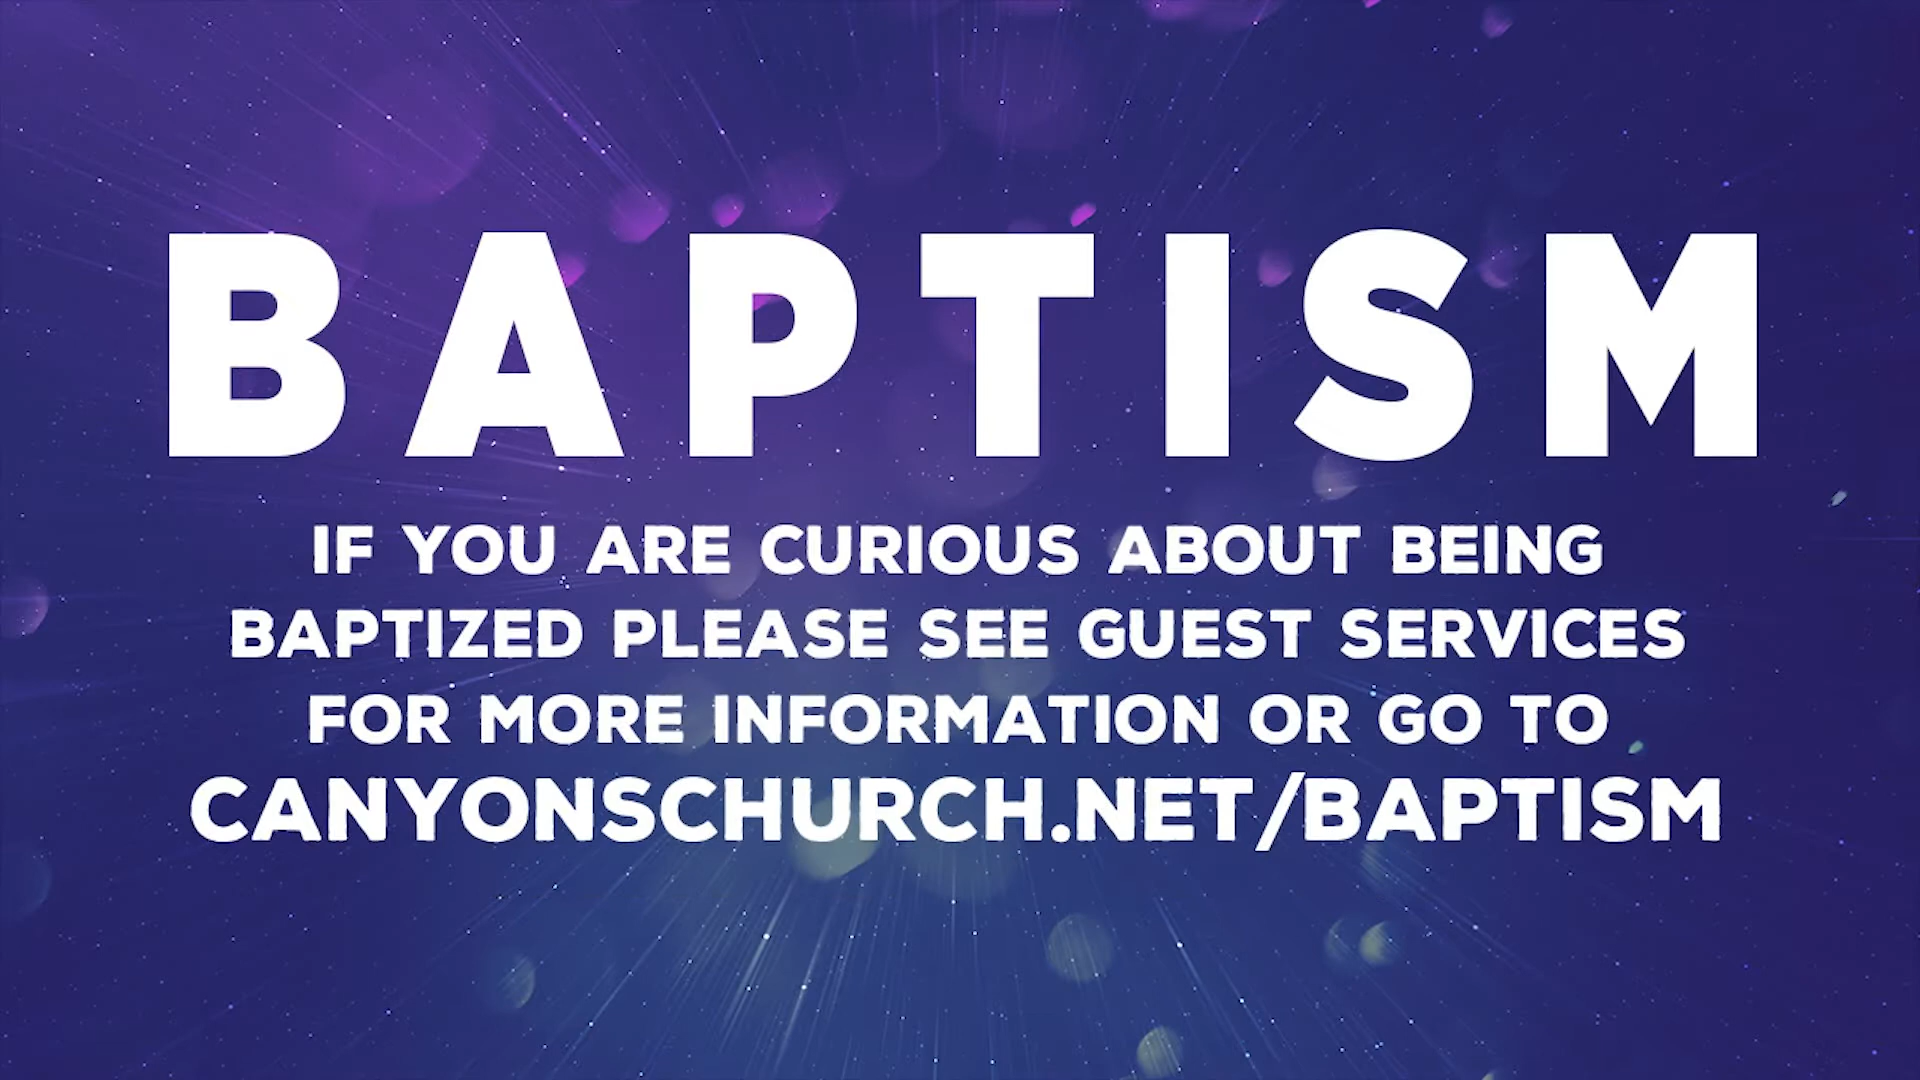 BAPTISM
IF YOU ARE CURIOUS ABOUT BEING
BAPTIZED PLEASE SEE GUEST SERVICES
FOR MORE INFORMATION OR GO TO
CANYONSCHURCH.NET/BAPTISM